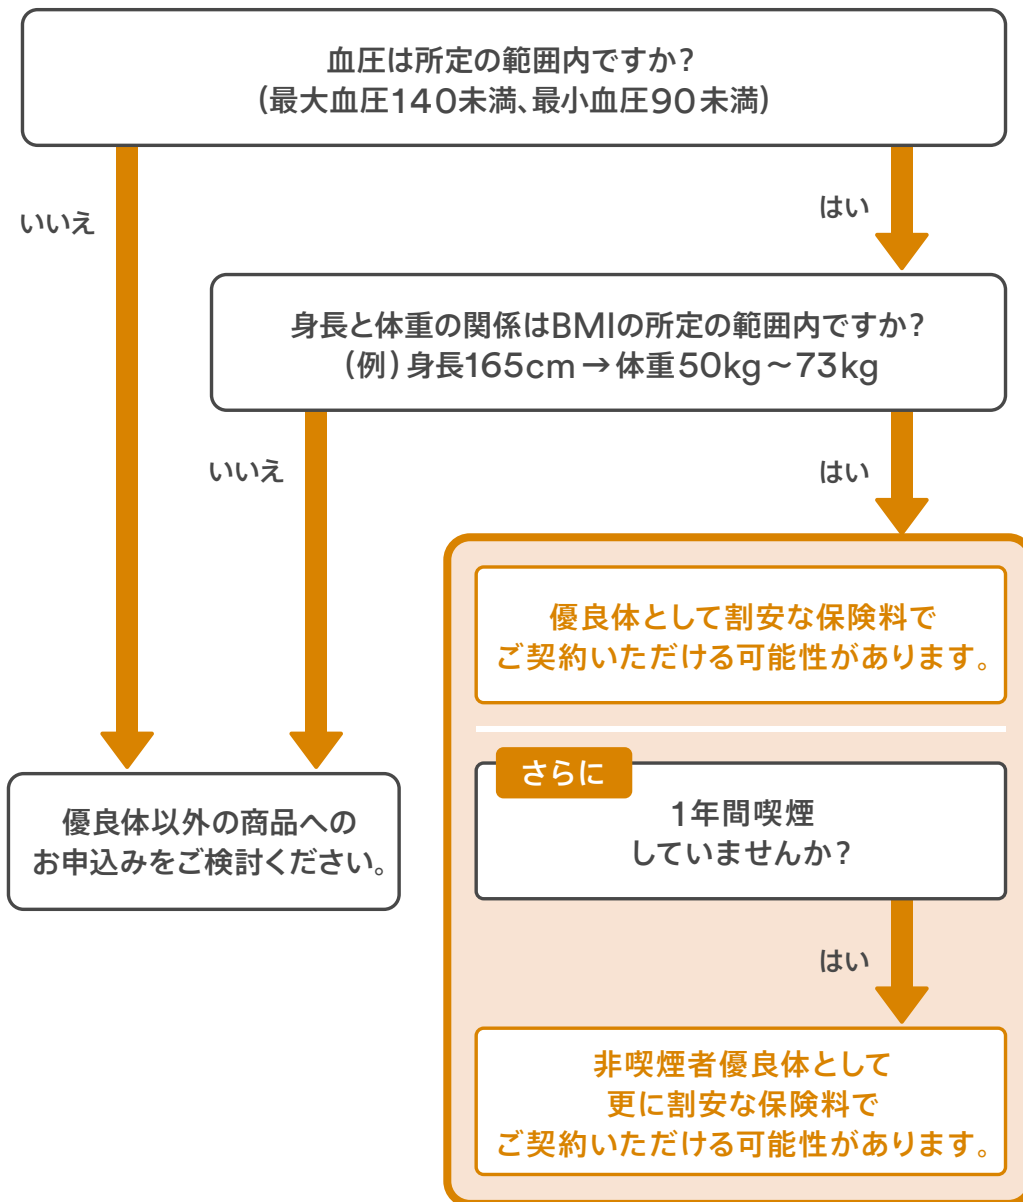 血圧は所定の範囲内ですか？
（最大血圧140未満、最小血圧90未満）
いいえ
はい
身長と体重の関係はBMIの所定の範囲内ですか？
（例）身長165cm→体重50kg～73kg
いいえ
はい
優良体として割安な保険料で
ご契約いただける可能性があります。
優良体以外の商品への
お申込みをご検討ください。
さらに
1年間喫煙
していませんか？
はい
非喫煙者優良体として
更に割安な保険料で
ご契約いただける可能性があります。